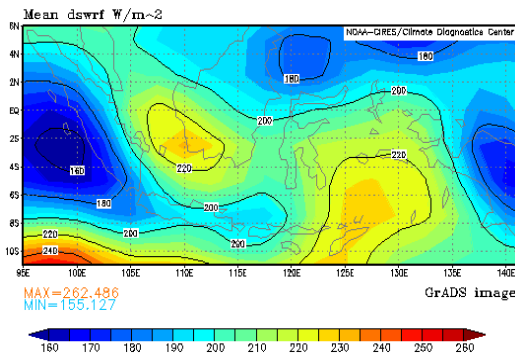 Mean dswrf W/m^2
NOAA-CIRES/Climate Diagnostics Center
6N
4N
2N
EQ
2S
4S
6S
8S
10S
180
180
200
200
200
220
220
160
180
200
200
200
220
240
95E 100E 105E 110E 115E 120E 125E 130E 135E 140E
MAX=262.486
MIN=155.127
GrADS image
160 170 180 190 200 210 220 230 240 250 260